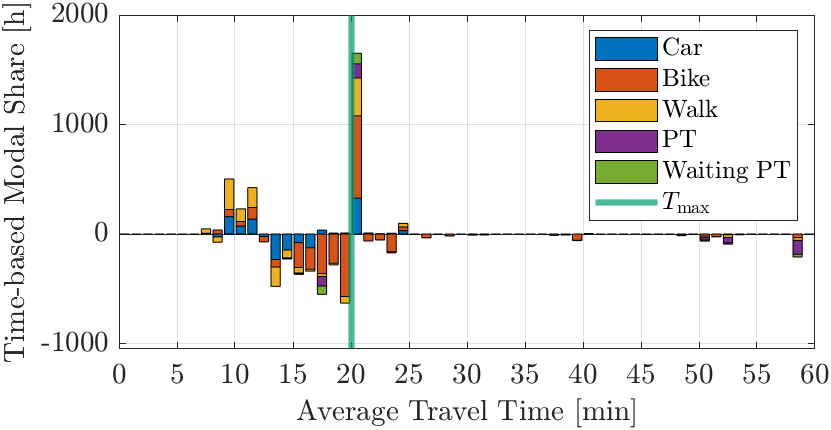 Time-based Modal Share [h]
2000
1000
0
-1000
0 5 10 15 20 25 30 35 40 45 50 55 60
Average Travel Time [min]
Car
Bike
Walk
PT
Waiting PT
Tmax